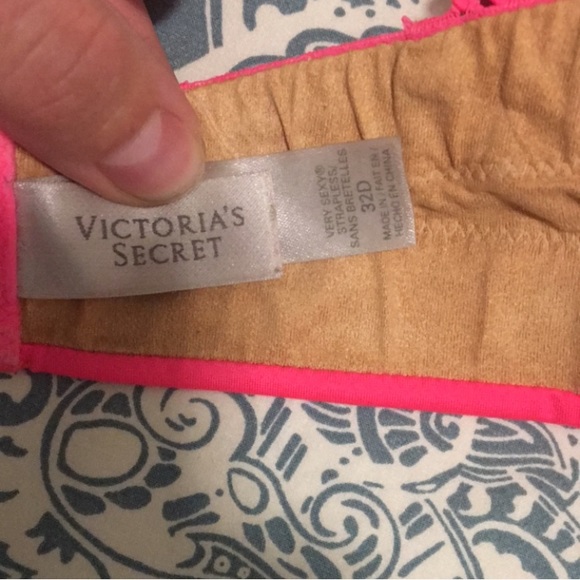 VICTORIA'S
SECRET
VERY SEXY®
STRAPLESS/
SANS BRETELLES
32D
MADE IN / FAIT EN /
HECHO EN CHINA